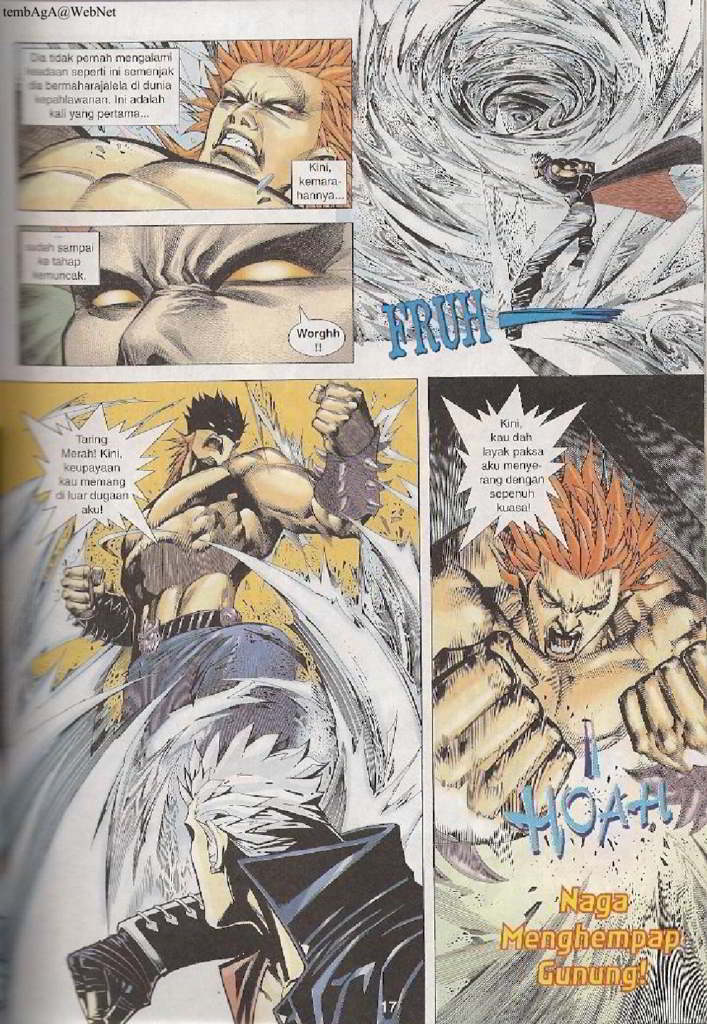 tembAgA@WebNet
Dia tidak pernah mengalami
keadaan seperti ini semenjak
dia bermaharajalela di dunia
kepahlawanan. Ini adalah
kali yang pertama...
Kini,
kemara-
hannya...
sudah sampai
ke tahap
kemuncak.
Worghh
!!
FRUH
Taring
Merah! Kini,
keupayaan
kau memang
di luar dugaan
aku!
Kini,
kau dah
layak paksa
aku menye-
rang dengan
sepenuh
kuasa!
HOAH
Naga
Menghempap
Gunung!
17